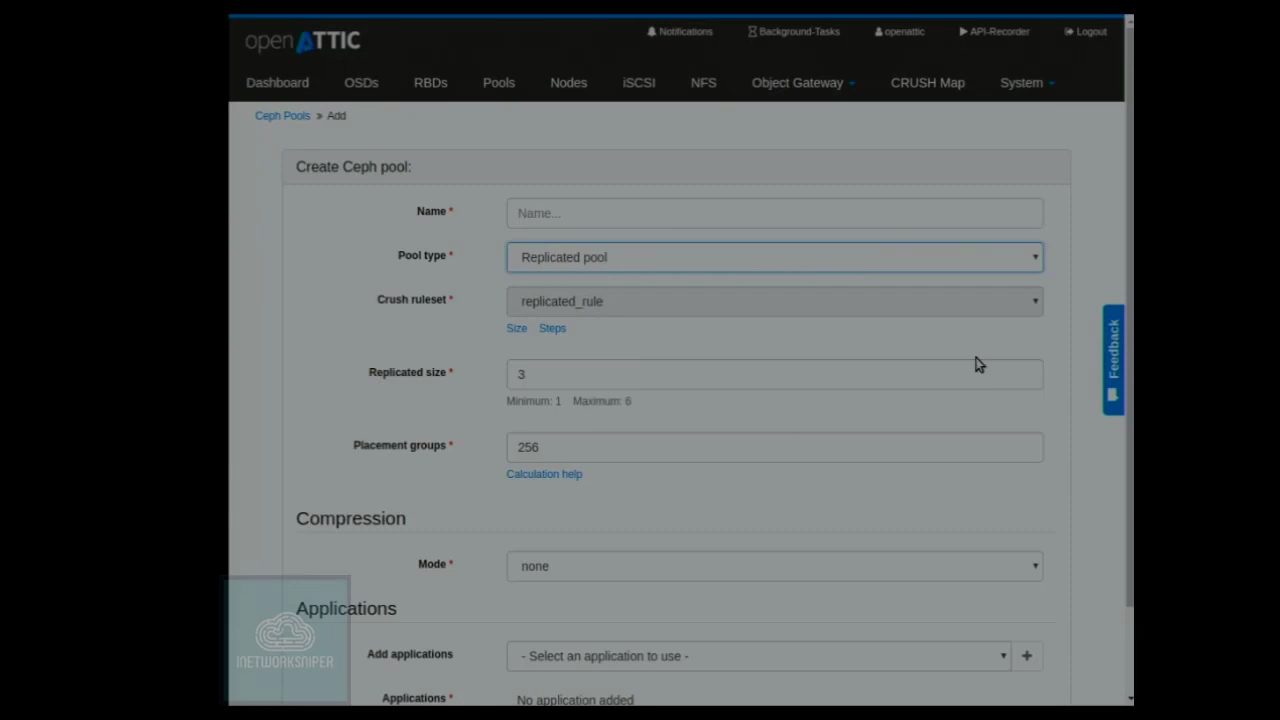 openATTIC
Notifications Background-Tasks openattic API-Recorder Logout
Dashboard OSDs RBDs Pools Nodes iSCSI NFS Object Gateway CRUSH Map System
Ceph Pools » Add
Create Ceph pool:
Name * Name...
Pool type * Replicated pool
Crush ruleset * replicated_rule
Size Steps
Replicated size * 3
Minimum: 1 Maximum: 6
Placement groups * 256
Calculation help
Compression
Mode * none
Applications
Add applications - Select an application to use -
Applications * No application added
Feedback
INETWORKSNIPER